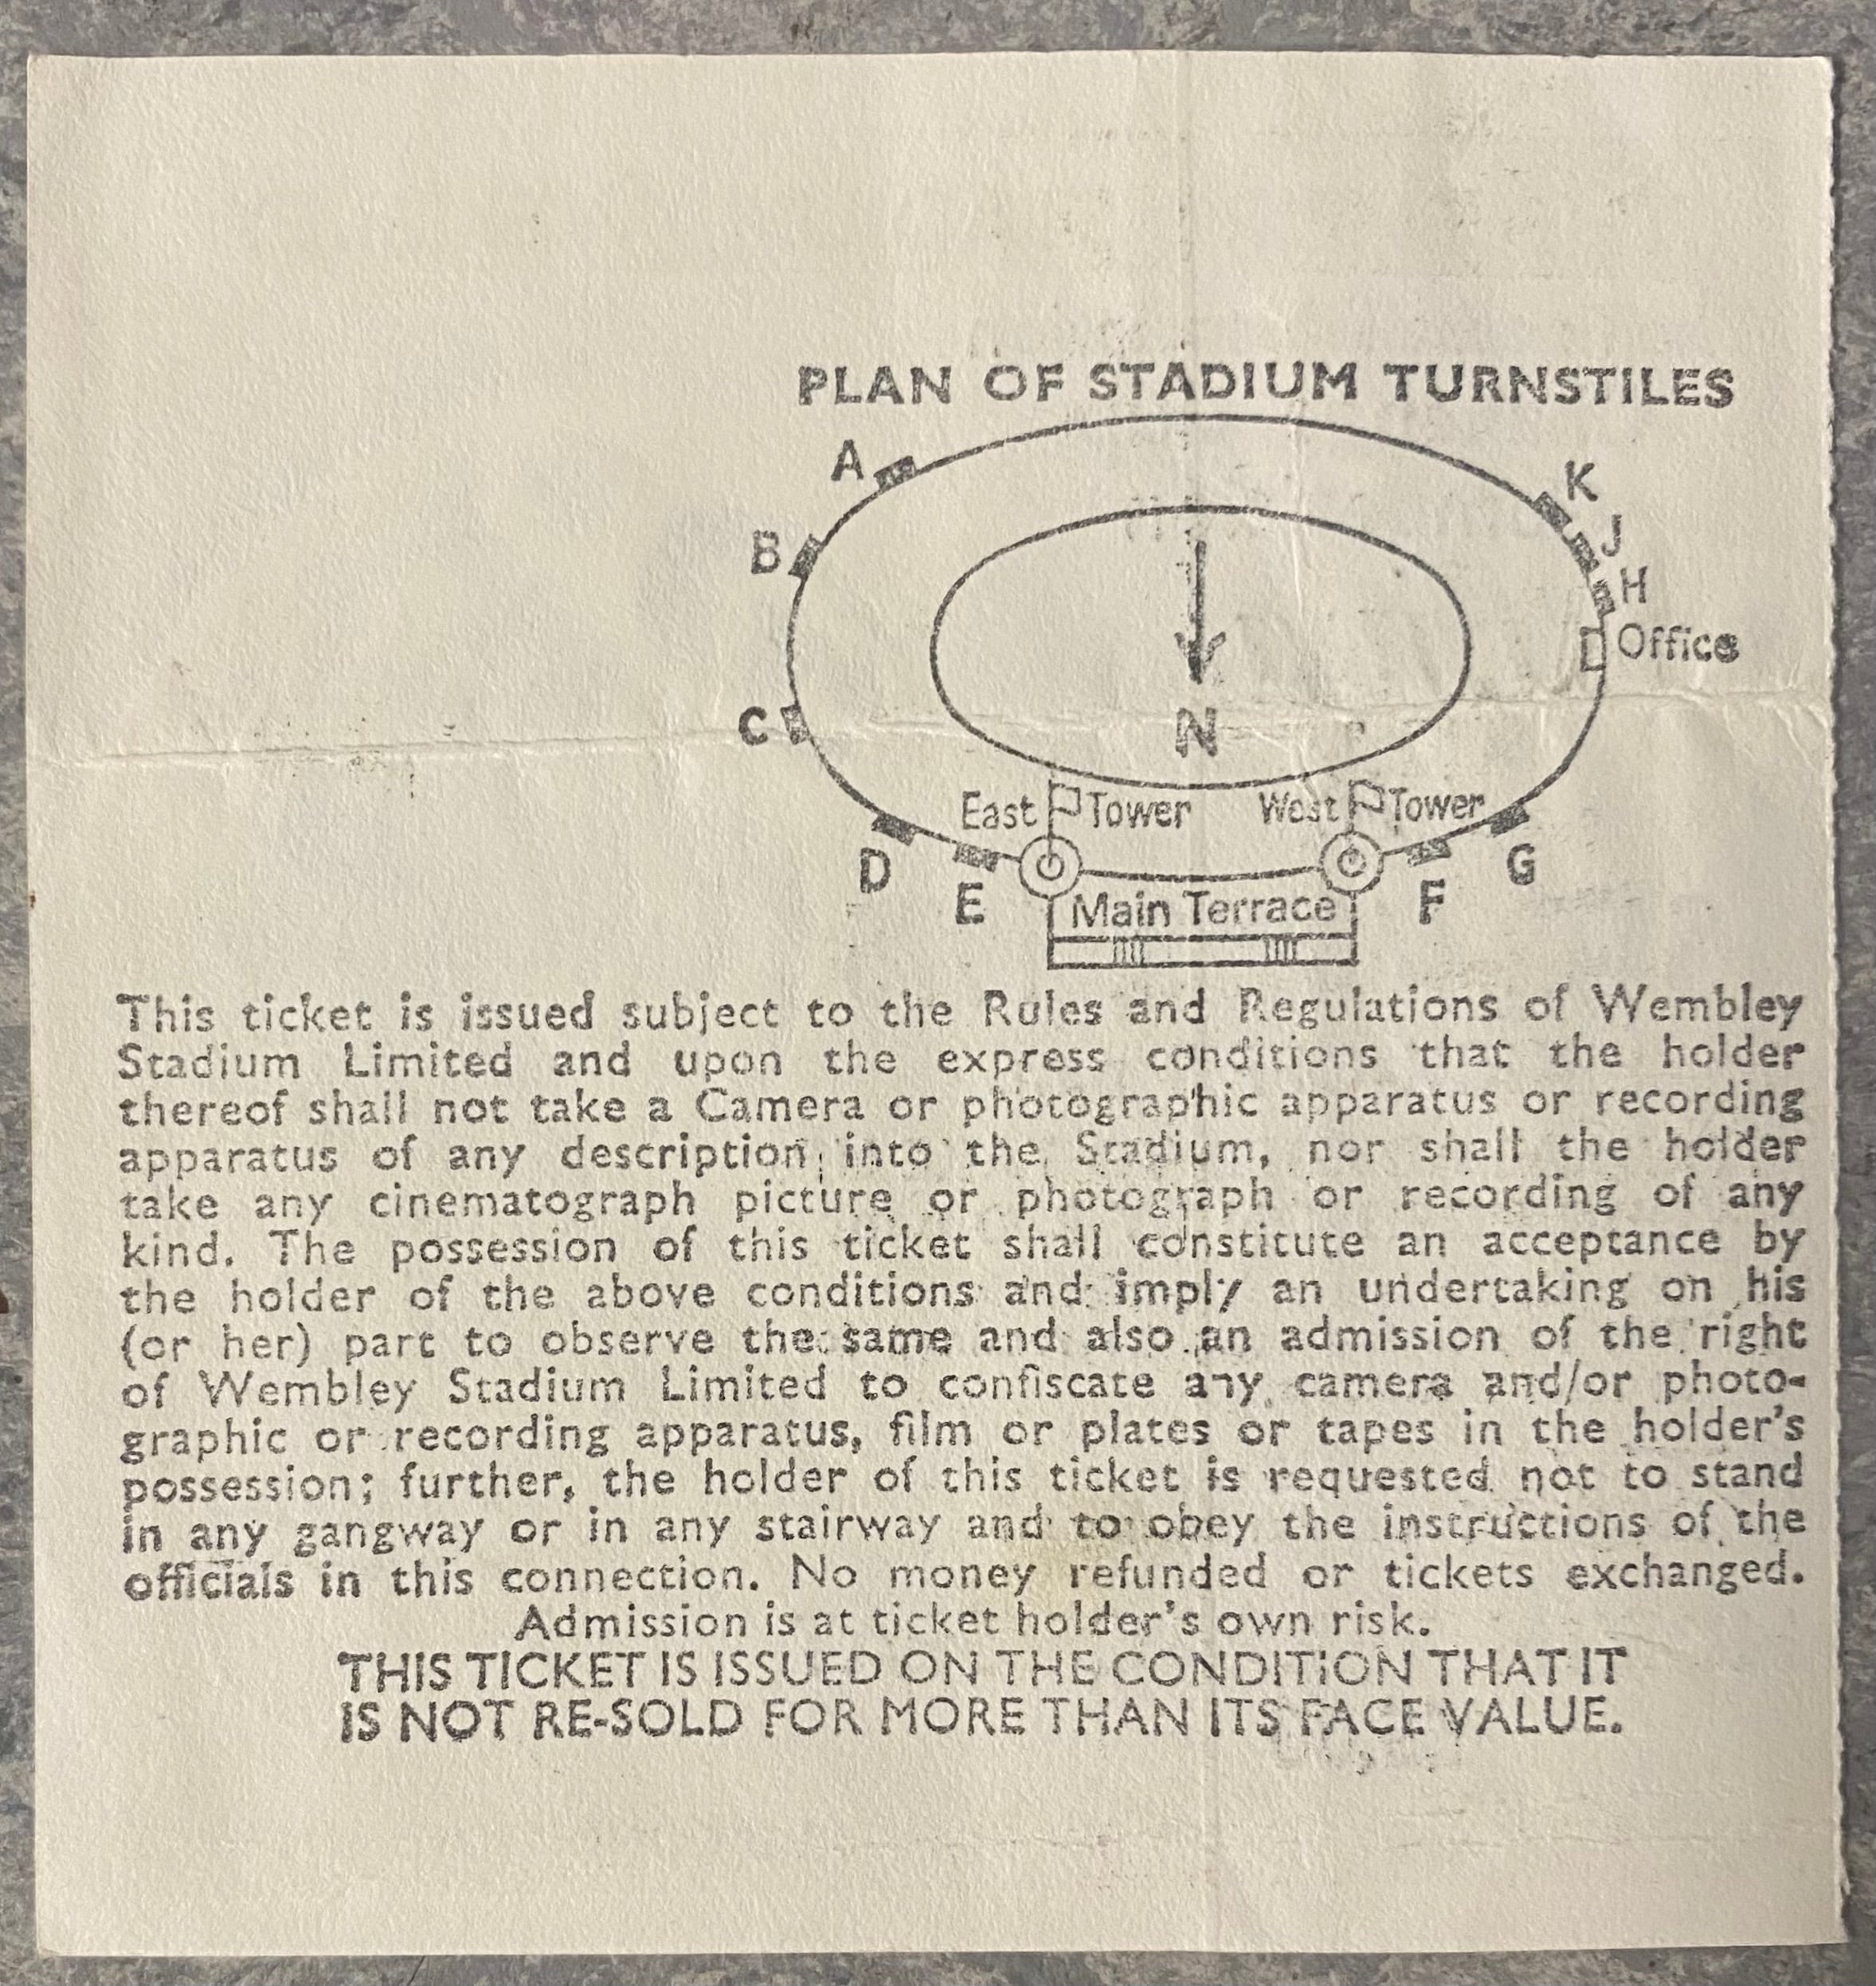 PLAN OF STADIUM TURNSTILES
A
K
B
J
H
Office
C
N
East Tower
West Tower
D
E
Main Terrace
F
G
This ticket is issued subject to the Rules and Regulations of Wembley
Stadium Limited and upon the express conditions that the holder
thereof shall not take a Camera or photographic apparatus or recording
apparatus of any description into the Stadium, nor shall the holder
take any cinematograph picture or photograph or recording of any
kind. The possession of this ticket shall constitute an acceptance by
the holder of the above conditions and imply an undertaking on his
(or her) part to observe the same and also an admission of the right
of Wembley Stadium Limited to confiscate any camera and/or photo-
graphic or recording apparatus, film or plates or tapes in the holder's
possession; further, the holder of this ticket is requested not to stand
in any gangway or in any stairway and to obey the instructions of the
officials in this connection. No money refunded or tickets exchanged.
Admission is at ticket holder's own risk.
THIS TICKET IS ISSUED ON THE CONDITION THAT IT
IS NOT RE-SOLD FOR MORE THAN ITS FACE VALUE.